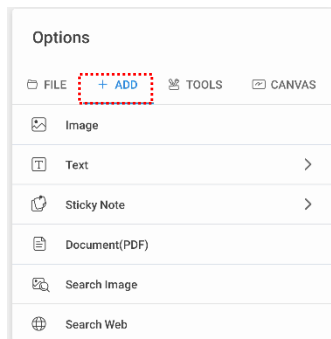 Options
FILE + ADD TOOLS CANVAS
Image
Text
Sticky Note
Document(PDF)
Search Image
Search Web